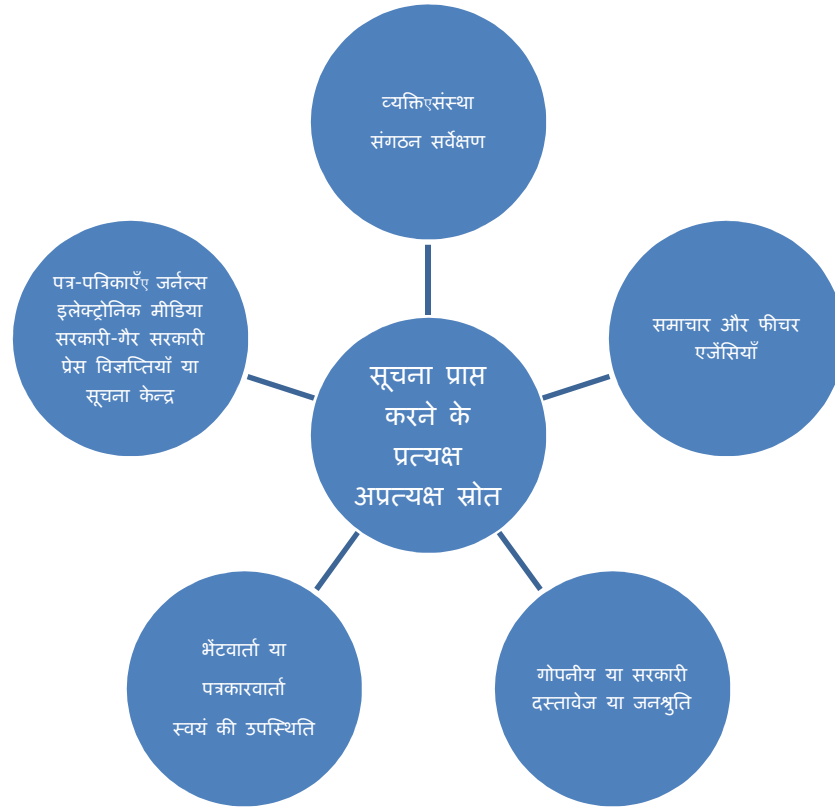 व्यक्तिएसंस्था
संगठन सर्वेक्षण
पत्र-पत्रिकाएँए जर्नल्स
इलेक्ट्रोनिक मीडिया
सरकारी-गैर सरकारी
प्रेस विज्ञप्तियॉ या
सूचना केन्द्र
समाचार और फीचर
एजेंसियाँ
सूचना प्राप्त
करने के
प्रत्यक्ष
अप्रत्यक्ष स्रोत
भेंटवार्ता या
पत्रकारवार्ता
स्वयं की उपस्थिति
गोपनीय या सरकारी
दस्तावेज या जनश्रुति